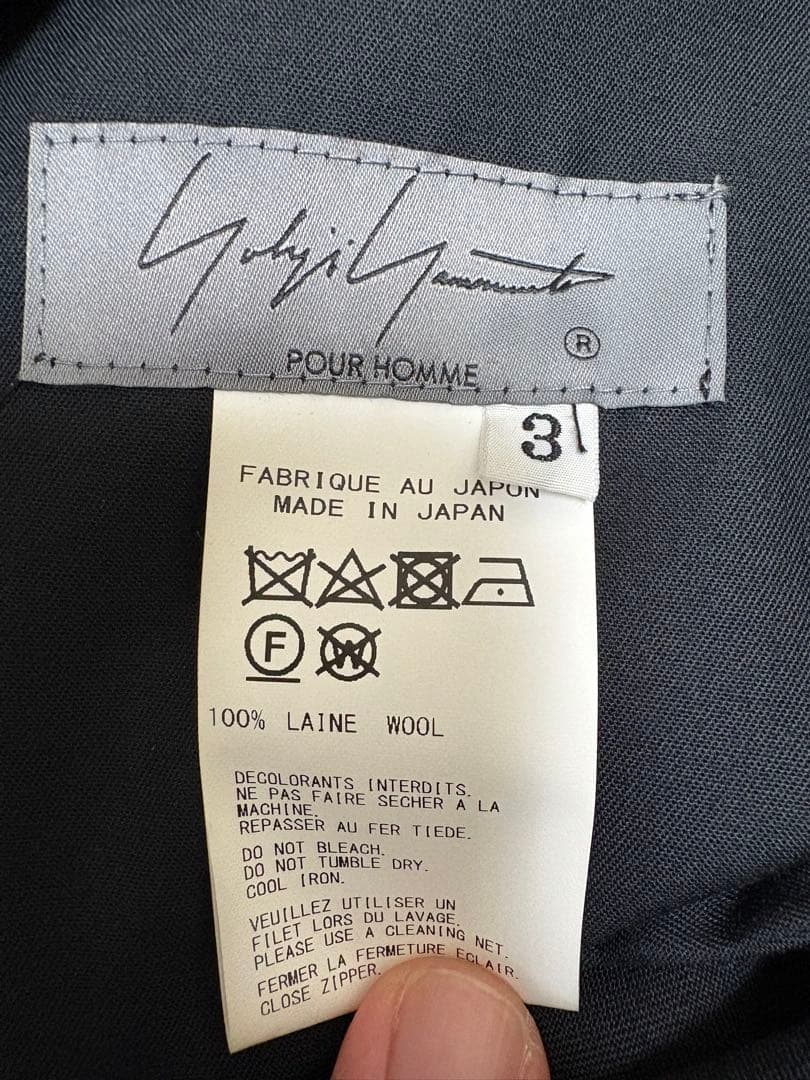 Yohji Yamamoto
®
POUR HOMME
3
FABRIQUE AU JAPON
MADE IN JAPAN
F
W
100% LAINE WOOL
DECOLORANTS INTERDITS.
NE PAS FAIRE SECHER A LA
MACHINE.
REPASSER AU FER TIEDE.
DO NOT BLEACH.
DO NOT TUMBLE DRY.
COOL IRON.
VEUILLEZ UTILISER UN
FILET LORS DU LAVAGE.
PLEASE USE A CLEANING NET.
FERMER LA FERMETURE ECLAIR.
CLOSE ZIPPER.